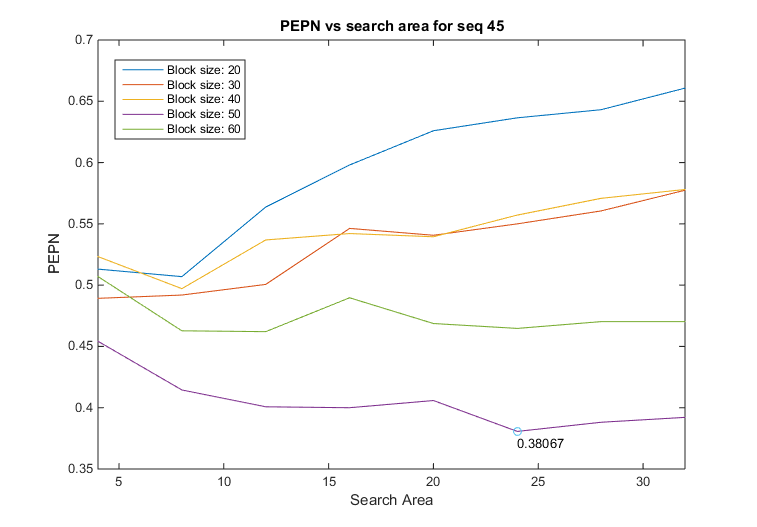 PEPN vs search area for seq 45
0.7
0.65
0.6
0.55
0.5
0.45
0.4
0.35
PEPN
Block size: 20
Block size: 30
Block size: 40
Block size: 50
Block size: 60
0.38067
5 10 15 20 25 30
Search Area